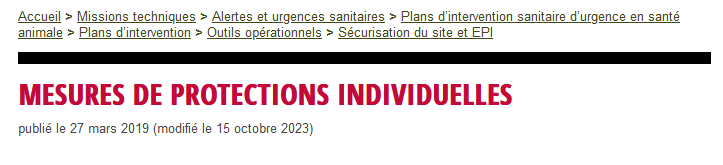 Accueil > Missions techniques > Alertes et urgences sanitaires > Plans d'intervention sanitaire d'urgence en santé
animale > Plans d'intervention > Outils opérationnels > Sécurisation du site et EPI
MESURES DE PROTECTIONS INDIVIDUELLES
publié le 27 mars 2019 (modifié le 15 octobre 2023)